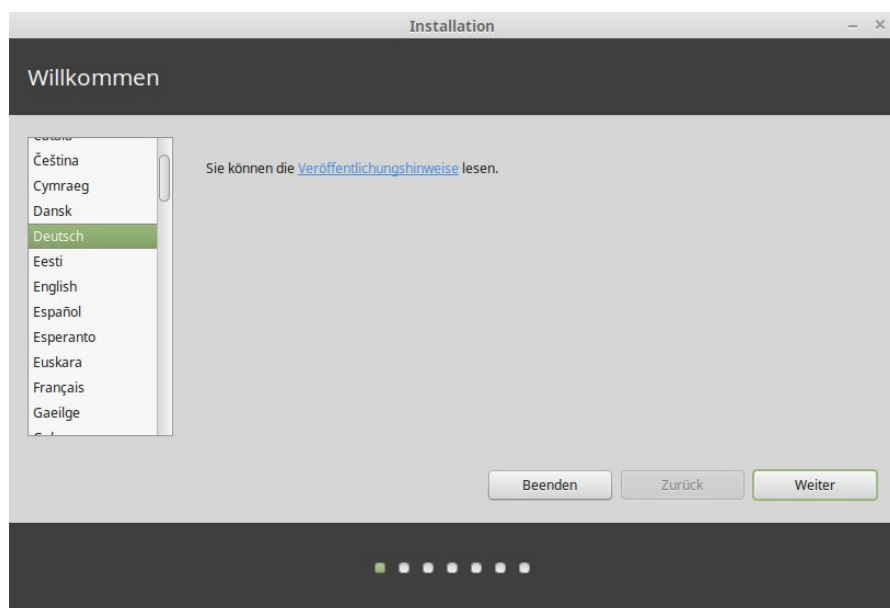 Installation
Willkommen
Čeština
Cymraeg
Dansk
Deutsch
Eesti
English
Español
Esperanto
Euskara
Français
Gaeilge
Sie können die Veröffentlichungshinweise lesen.
Beenden
Zurück
Weiter